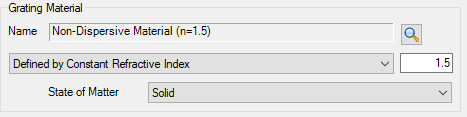 Grating Material
Name Non-Dispersive Material (n=1.5)
Defined by Constant Refractive Index 1.5
State of Matter Solid